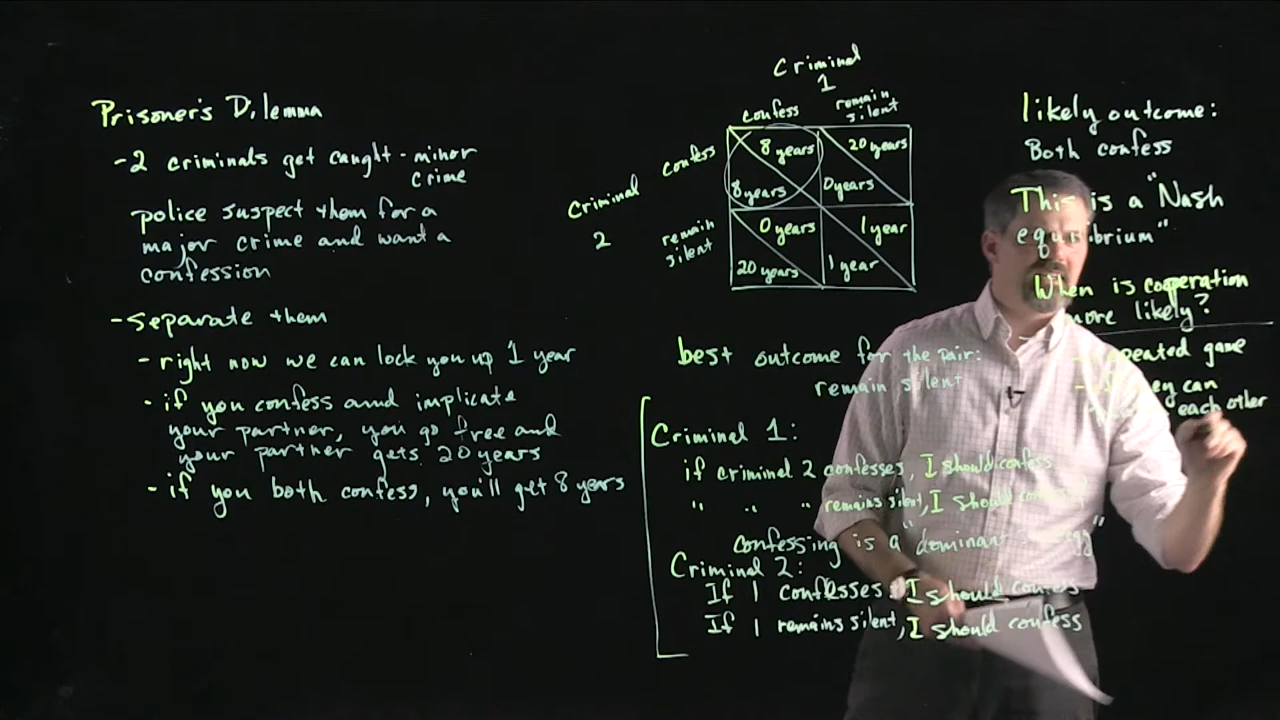 Prisoner's Dilemma
- 2 criminals get caught - minor
crime
police suspect them for a
major crime and want a
confession
- separate them
- right now we can lock you up 1 year
- if you confess and implicate
your partner, you go free and
your partner gets 20 years
- if you both confess, you'll get 8 years
Criminal
1
confess
remain
silent
Criminal
2
confess
8 years
20 years
8 years
0 years
remain
silent
0 years
1 year
20 years
1 year
best outcome for the pair:
remain silent
Criminal 1:
if criminal 2 confesses, I should confess
" " " remains silent, I should
confessing is a "dominant
Criminal 2:
If 1 confesses, I should confess
If 1 remains silent, I should confess
likely outcome:
Both confess
This is a "Nash
equilibrium"
When is cooperation
more likely?
- repeated game
can
each other